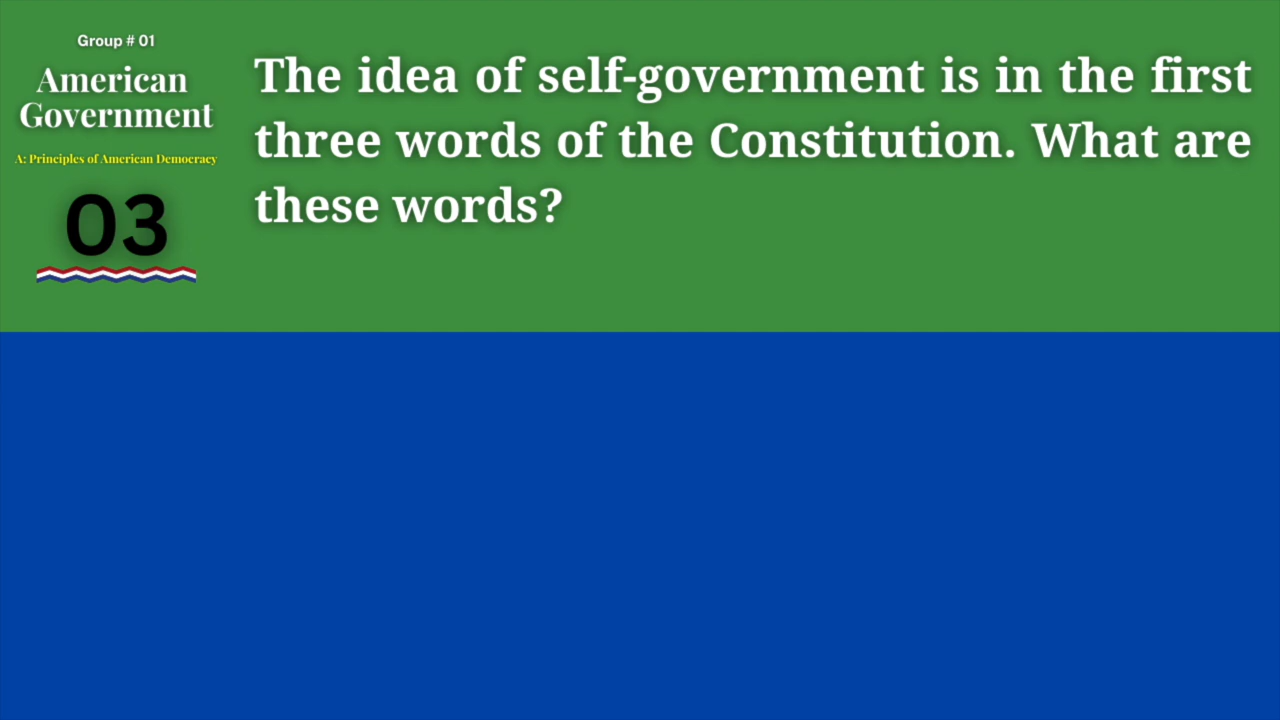 Group # 01
American
Government
A: Principles of American Democracy
03
The idea of self-government is in the first
three words of the Constitution. What are
these words?